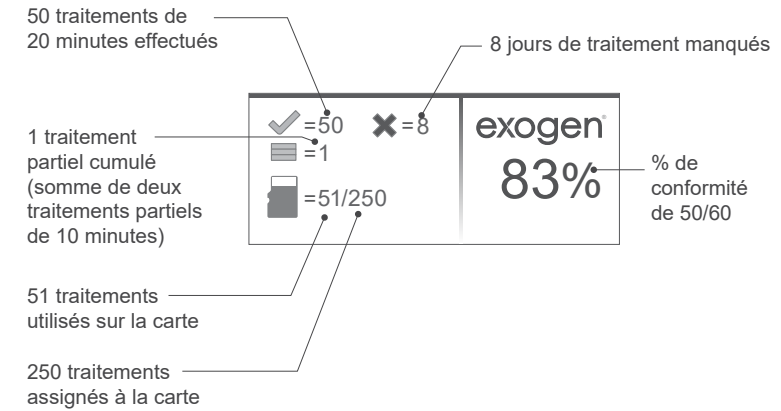 50 traitements de
20 minutes effectués
8 jours de traitement manqués
1 traitement
partiel cumulé
(somme de deux
traitements partiels
de 10 minutes)
=50
=8
=1
=51/250
exogen
83%
% de
conformité
de 50/60
51 traitements
utilisés sur la carte
250 traitements
assignés à la carte